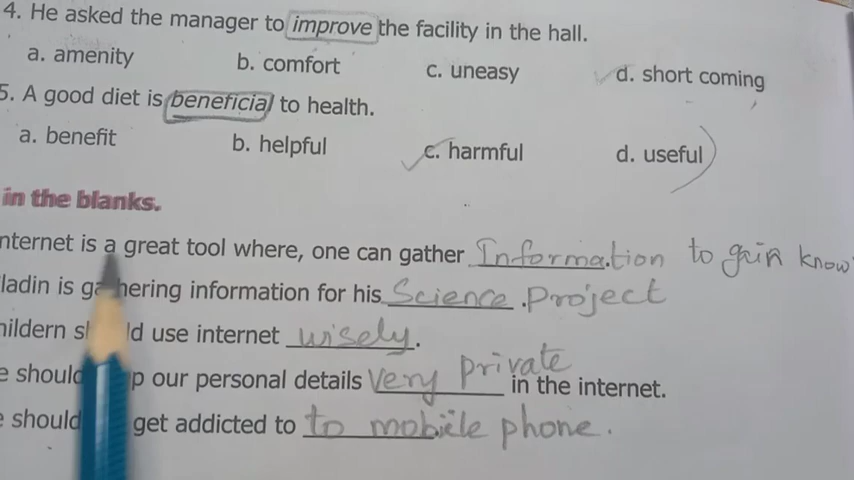 4. He asked the manager to improve the facility in the hall.
a. amenity b. comfort c. uneasy d. short coming
5. A good diet is beneficial to health.
a. benefit b. helpful c. harmful d. useful
in the blanks.
nternet is a great tool where, one can gather Information to gain know
ladin is gathering information for his Science .Project
hildern should use internet wisely.
e should p our personal details very private in the internet.
e should get addicted to to mobile phone.